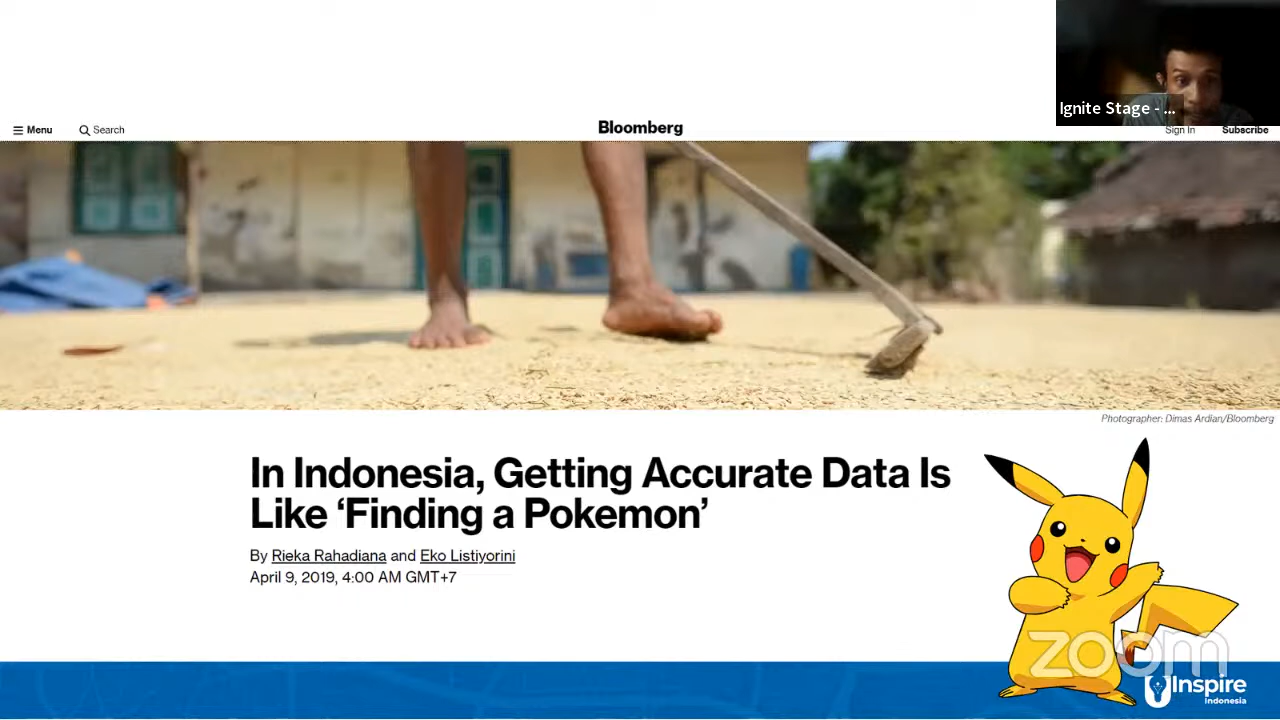 Ignite Stage - ...
Menu
Search
Bloomberg
Sign In
Subscribe
Photographer: Dimas Ardian/Bloomberg
In Indonesia, Getting Accurate Data Is
Like ‘Finding a Pokemon’
By Rieka Rahadiana and Eko Listiyorini
April 9, 2019, 4:00 AM GMT+7
zoom
Inspire
Indonesia